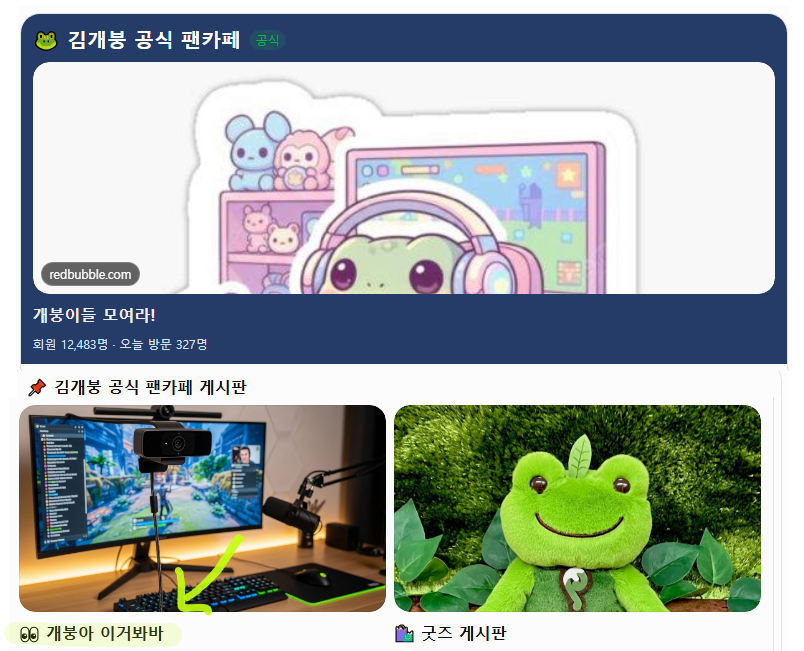 🐸 김개붕 공식 팬카페 공식
redbubble.com
개붕이들 모여라!
회원 12,483명 · 오늘 방문 327명
📌 김개붕 공식 팬카페 게시판
👀 개붕아 이거봐바
🛍️ 굿즈 게시판